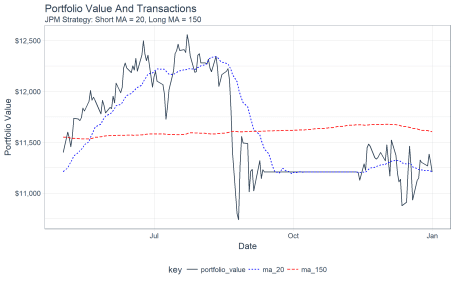 Portfolio Value And Transactions
JPM Strategy: Short MA = 20, Long MA = 150
$12,500
$12,000
$11,500
$11,000
Portfolio Value
Jul
Oct
Jan
Date
key
portfolio_value
ma_20
ma_150